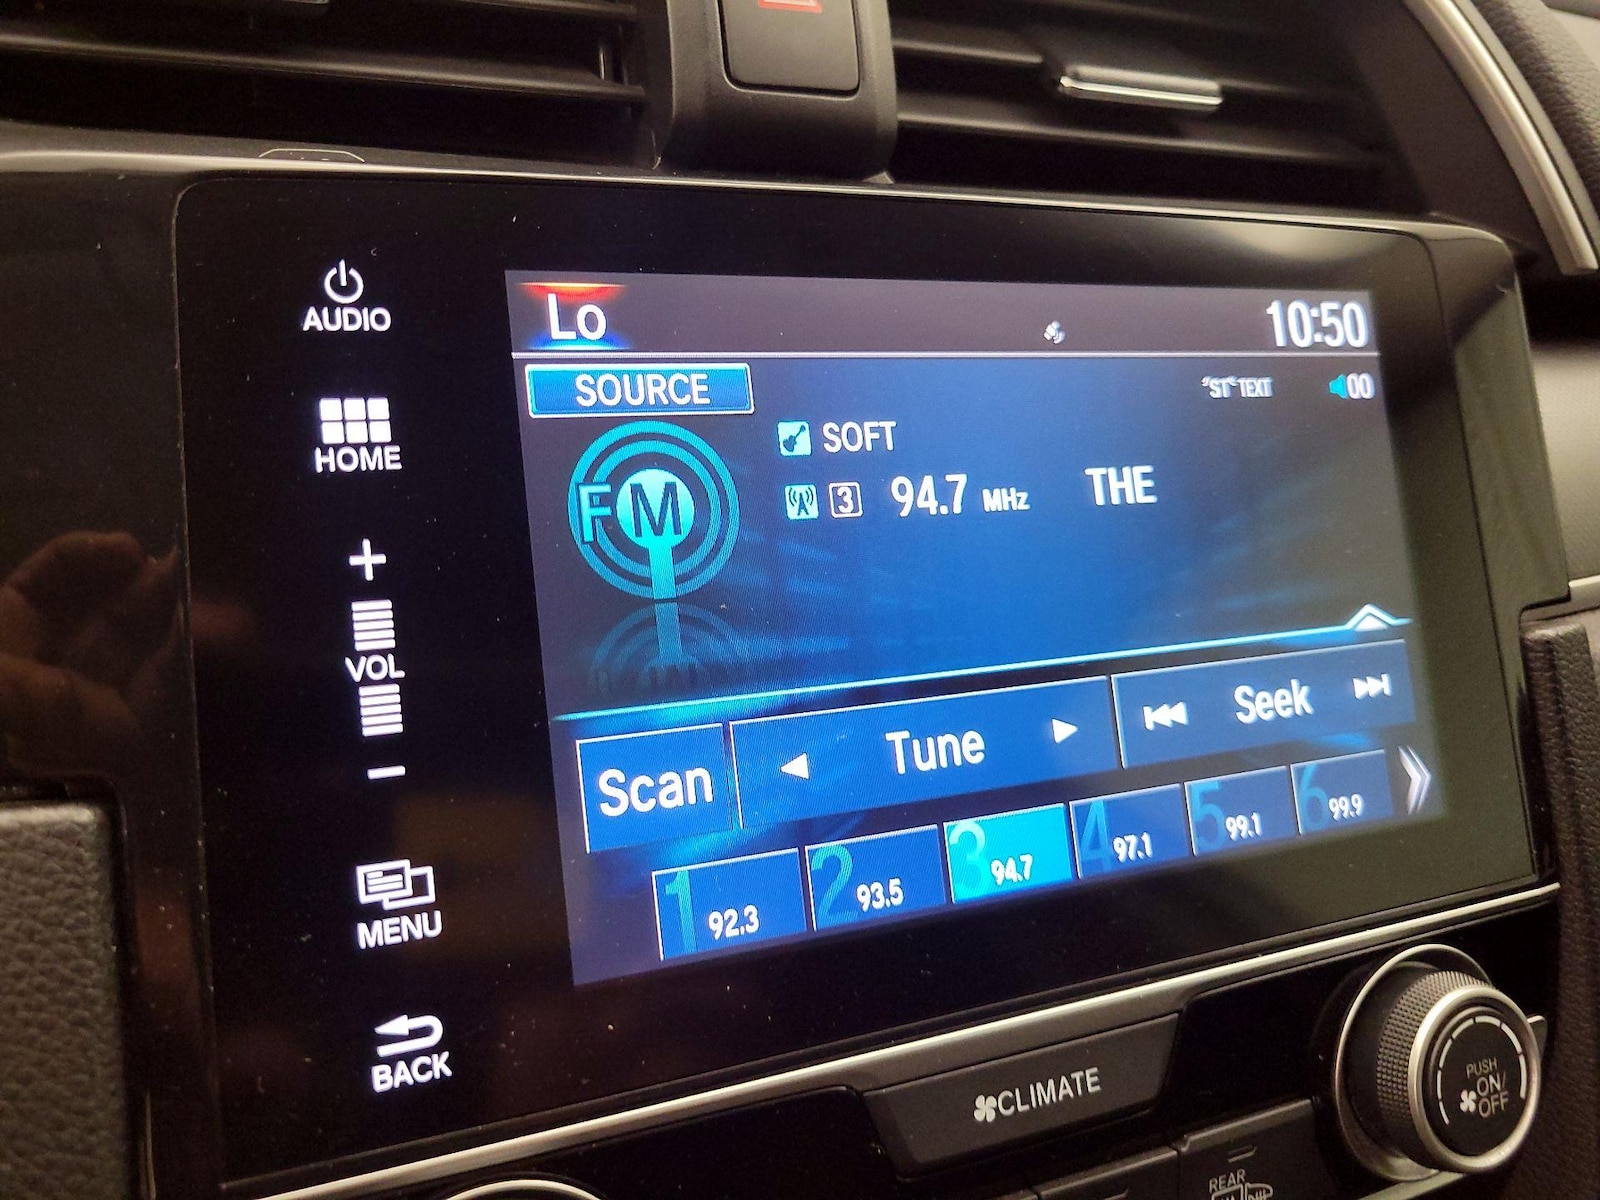 AUDIO
HOME
+
VOL
−
MENU
BACK
Lo
10:50
SOURCE
"ST" TEXT
00
FM
SOFT
3 94.7 MHz THE
Scan
Tune
Seek
1 92.3
2 93.5
3 94.7
4 97.1
5 99.1
6 99.9
CLIMATE
PUSH
ON/
OFF
REAR